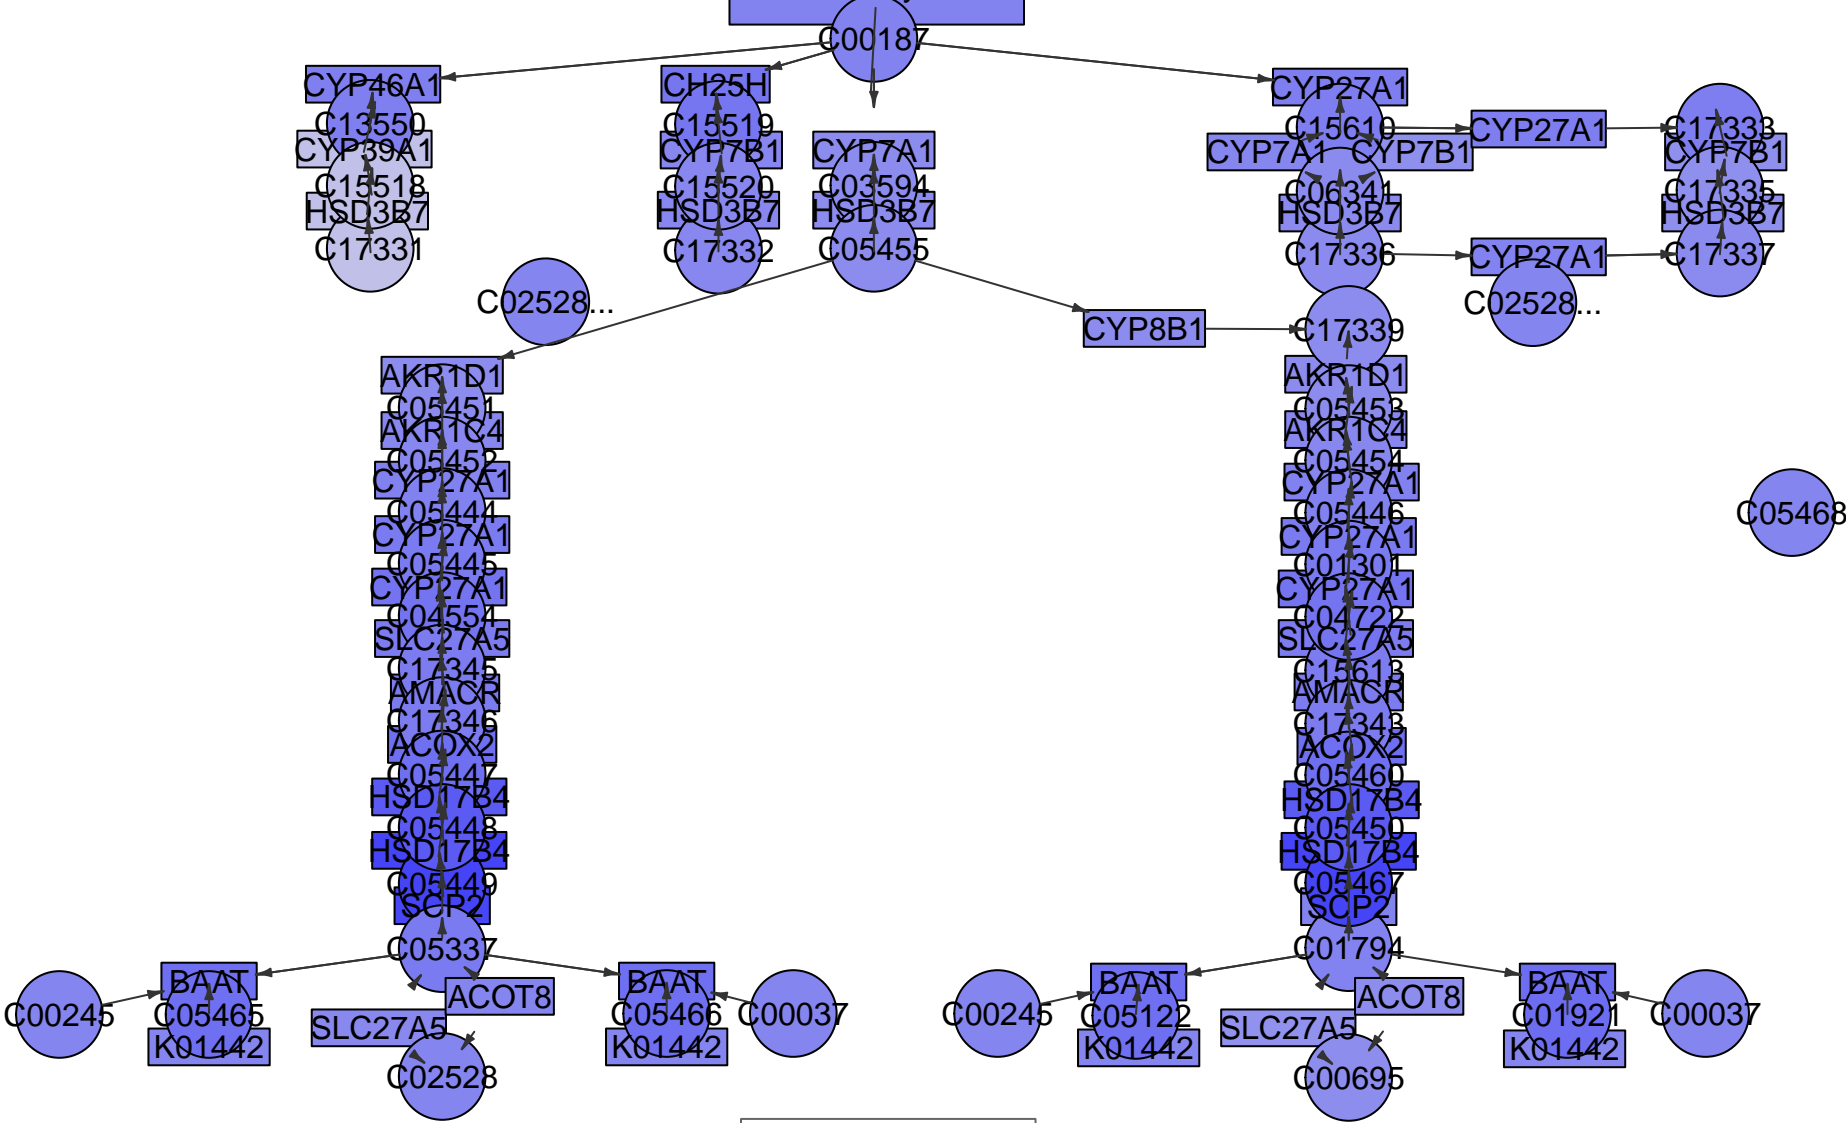 C00187
CYP46A1
C13550
CYP39A1
C15518
HSD3B7
C17331
CH25H
C15519
CYP7B1
C15520
HSD3B7
C17332
CYP7A1
C03594
HSD3B7
C05455
CYP27A1
C15610
CYP7A1
CYP7B1
C06341
HSD3B7
C17336
CYP27A1
CYP27A1
C17333
CYP7B1
C17335
HSD3B7
C17337
C02528...
C02528...
CYP8B1
C17339
AKR1D1
C05451
AKR1C4
C05452
CYP27A1
C05444
CYP27A1
C05445
CYP27A1
C04554
SLC27A5
C17345
AMACR
C17346
ACOX2
C05447
HSD17B4
C05448
HSD17B4
C05449
SCP2
C05337
AKR1D1
C05453
AKR1C4
C05454
CYP27A1
C05446
CYP27A1
C01301
CYP27A1
C04722
SLC27A5
C15613
AMACR
C17343
ACOX2
C05460
HSD17B4
C05450
HSD17B4
C05467
SCP2
C01794
C05468
C00245
BAAT
C05465
K01442
SLC27A5
ACOT8
C02528
BAAT
C05466
K01442
C00037
C00245
BAAT
C05122
K01442
SLC27A5
ACOT8
C00695
BAAT
C01921
K01442
C00037